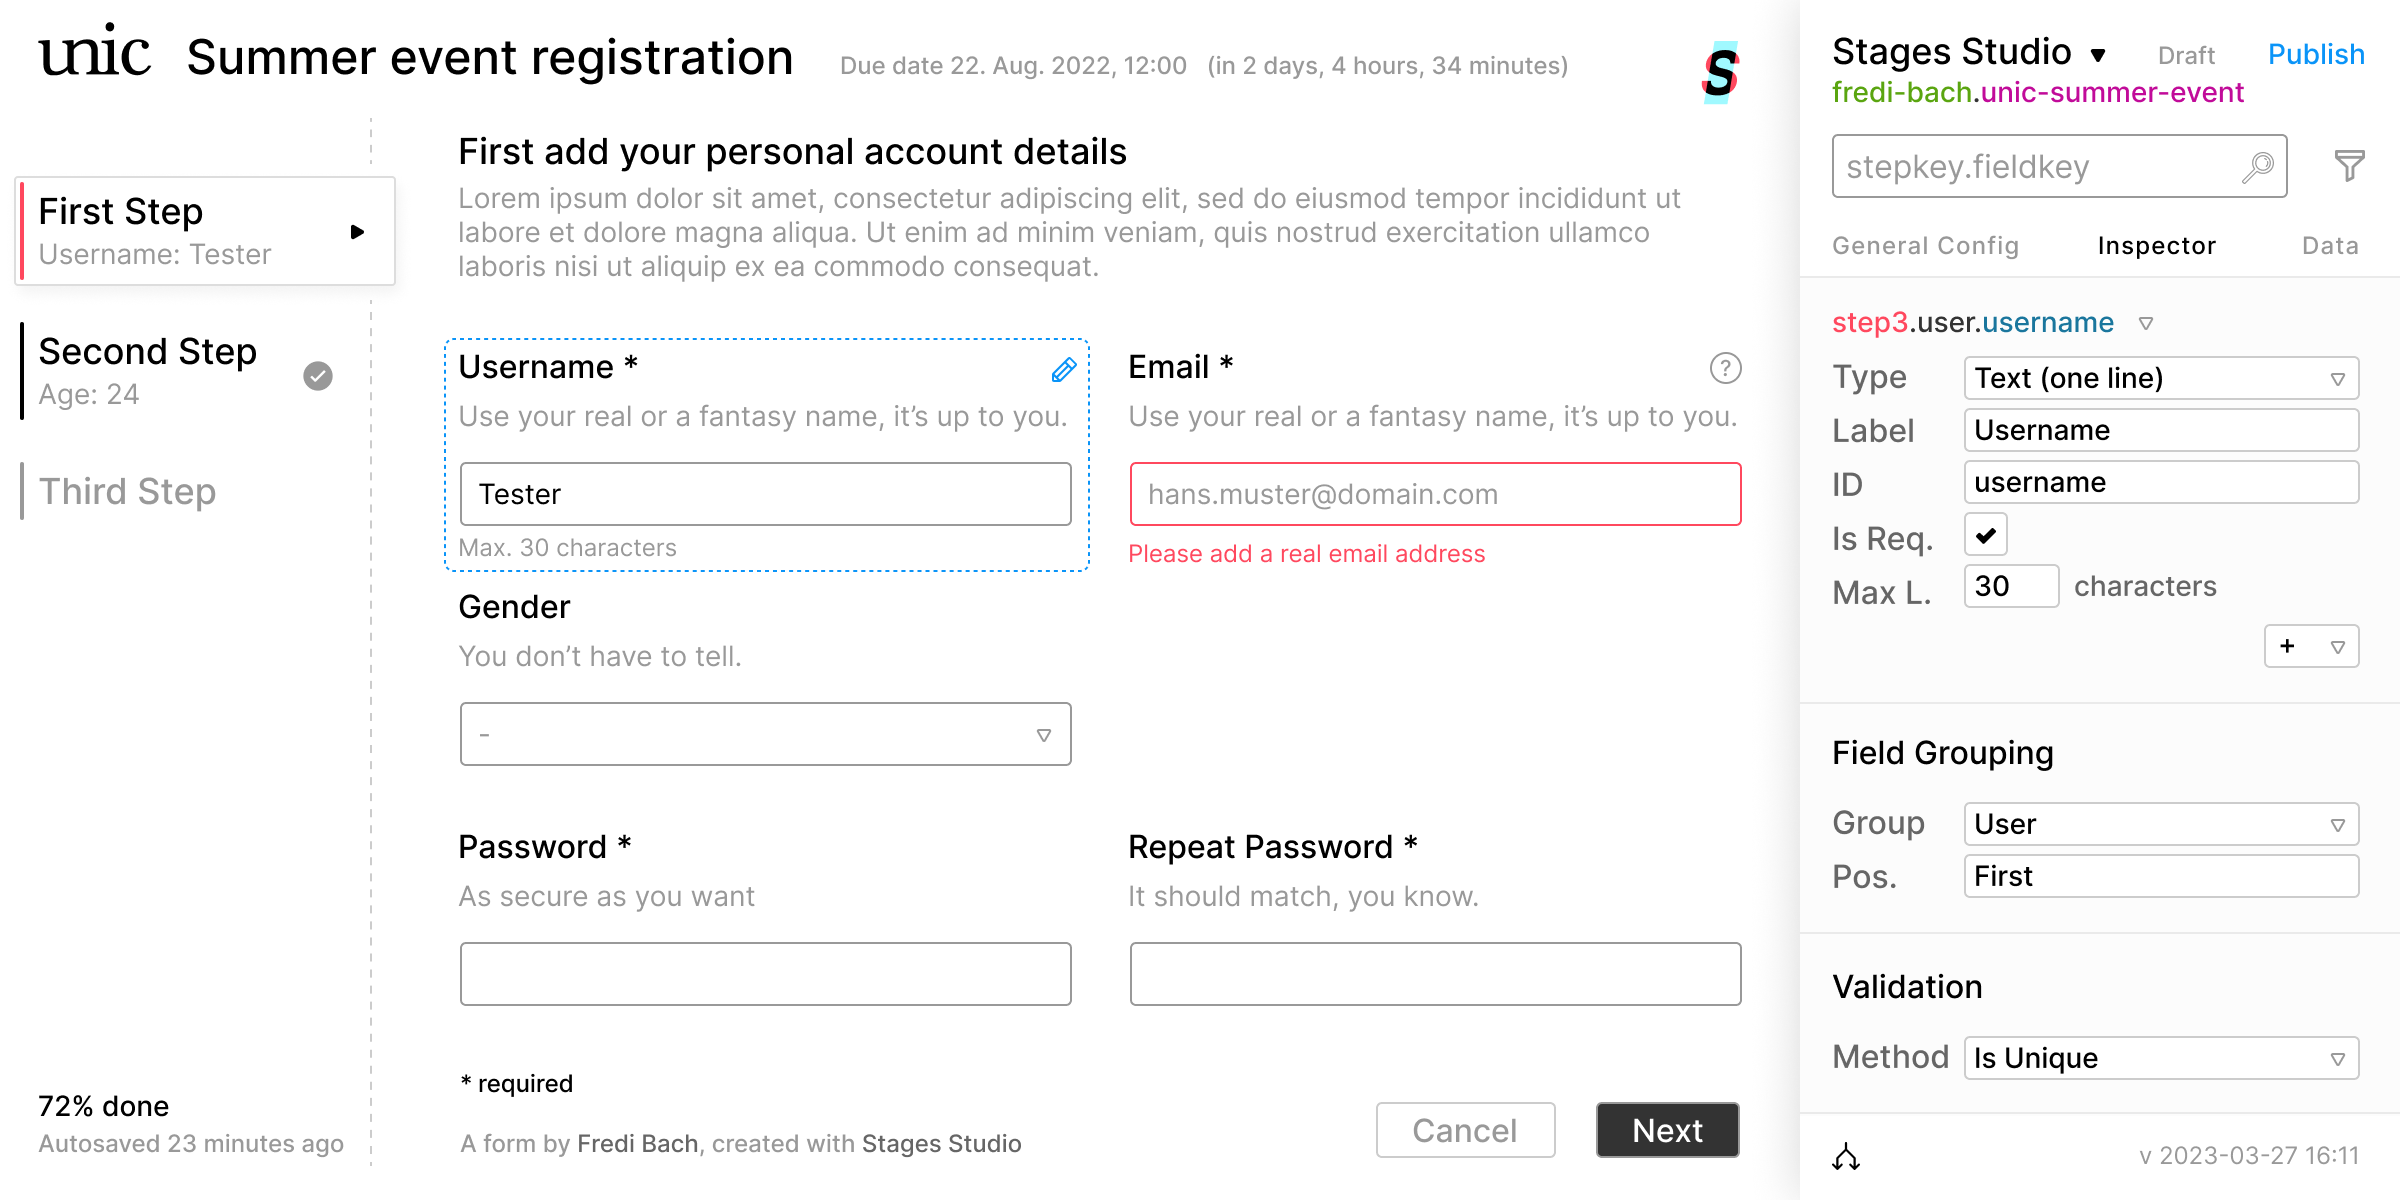 unic
Summer event registration
Due date 22. Aug. 2022, 12:00 (in 2 days, 4 hours, 34 minutes)
S
First Step
Username: Tester
Second Step
Age: 24
Third Step
72% done
Autosaved 23 minutes ago
First add your personal account details
Lorem ipsum dolor sit amet, consectetur adipiscing elit, sed do eiusmod tempor incididunt ut
labore et dolore magna aliqua. Ut enim ad minim veniam, quis nostrud exercitation ullamco
laboris nisi ut aliquip ex ea commodo consequat.
Username *
Use your real or a fantasy name, it’s up to you.
Tester
Max. 30 characters
Email *
?
Use your real or a fantasy name, it’s up to you.
hans.muster@domain.com
Please add a real email address
Gender
You don’t have to tell.
-
Password *
As secure as you want
Repeat Password *
It should match, you know.
* required
A form by Fredi Bach, created with Stages Studio
Cancel
Next
Stages Studio
Draft
Publish
fredi-bach.unic-summer-event
stepkey.fieldkey
General Config
Inspector
Data
step3.user.username
Type
Text (one line)
Label
Username
ID
username
Is Req.
Max L.
30
characters
+
Field Grouping
Group
User
Pos.
First
Validation
Method
Is Unique
v 2023-03-27 16:11